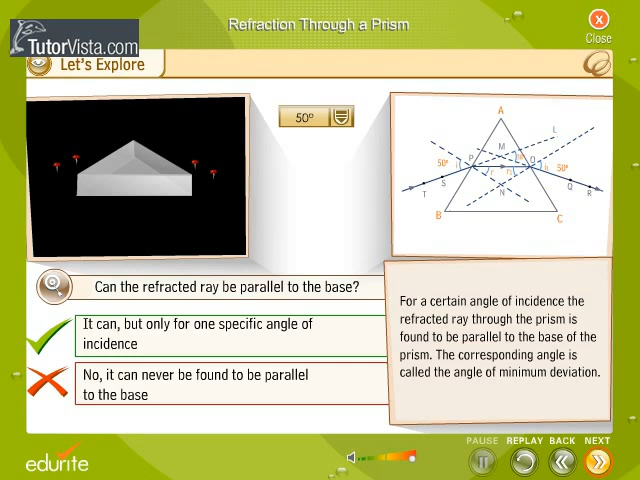 Refraction Through a Prism
TutorVista.com
Close
Let's Explore
50º
A
L
M
50º
P
Q
50º
i
r
S
T
N
Q
R
B
C
Can the refracted ray be parallel to the base?
It can, but only for one specific angle of
incidence
No, it can never be found to be parallel
to the base
For a certain angle of incidence the
refracted ray through the prism is
found to be parallel to the base of the
prism. The corresponding angle is
called the angle of minimum deviation.
PAUSE REPLAY BACK NEXT
edurite